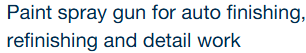 Paint spray gun for auto finishing,
refinishing and detail work